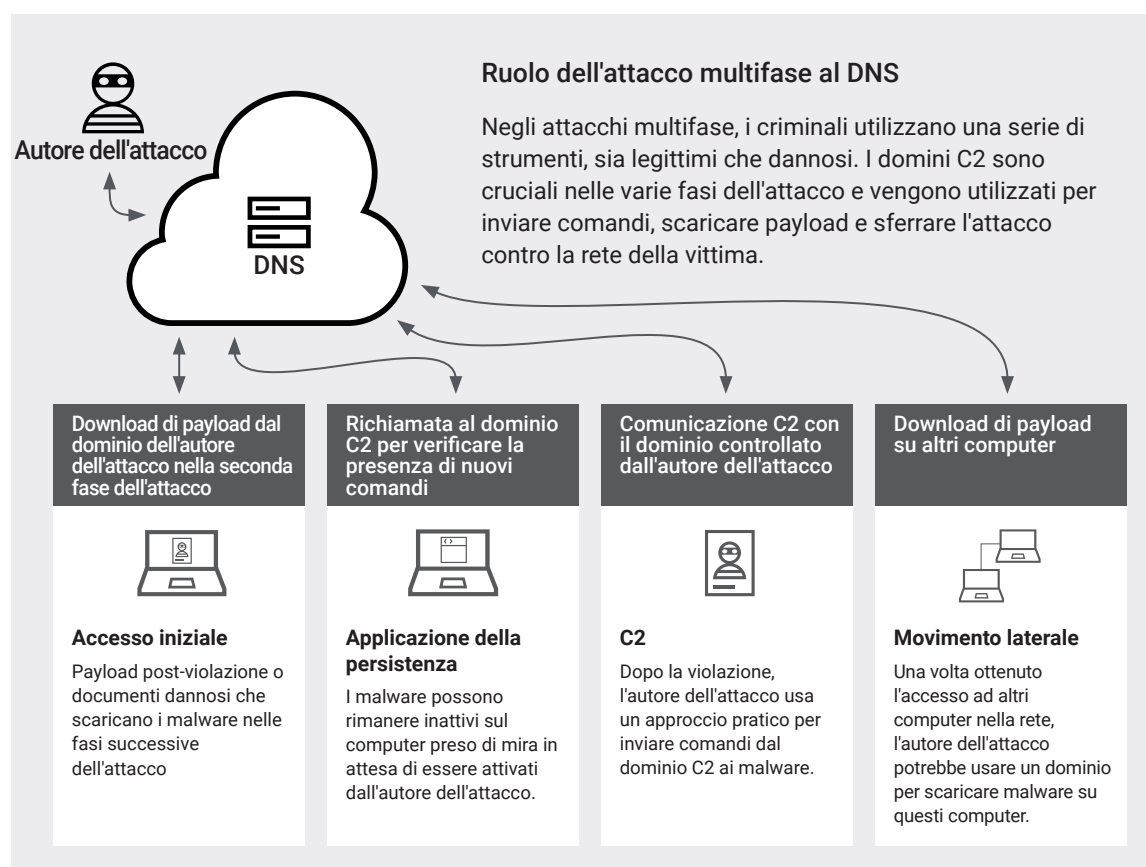 Autore dell'attacco
DNS
Ruolo dell'attacco multifase al DNS
Negli attacchi multifase, i criminali utilizzano una serie di
strumenti, sia legittimi che dannosi. I domini C2 sono
cruciali nelle varie fasi dell'attacco e vengono utilizzati per
inviare comandi, scaricare payload e sferrare l'attacco
contro la rete della vittima.
Download di payload dal
dominio dell'autore
dell'attacco nella seconda
fase dell'attacco
Accesso iniziale
Payload post-violazione o
documenti dannosi che
scaricano i malware nelle
fasi successive
dell'attacco
Richiamata al dominio
C2 per verificare la
presenza di nuovi
comandi
Applicazione della
persistenza
I malware possono
rimanere inattivi sul
computer preso di mira in
attesa di essere attivati
dall'autore dell'attacco.
Comunicazione C2 con
il dominio controllato
dall'autore dell'attacco
C2
Dopo la violazione,
l'autore dell'attacco usa
un approccio pratico per
inviare comandi dal
dominio C2 ai malware.
Download di payload
su altri computer
Movimento laterale
Una volta ottenuto
l'accesso ad altri
computer nella rete,
l'autore dell'attacco
potrebbe usare un dominio
per scaricare malware su
questi computer.